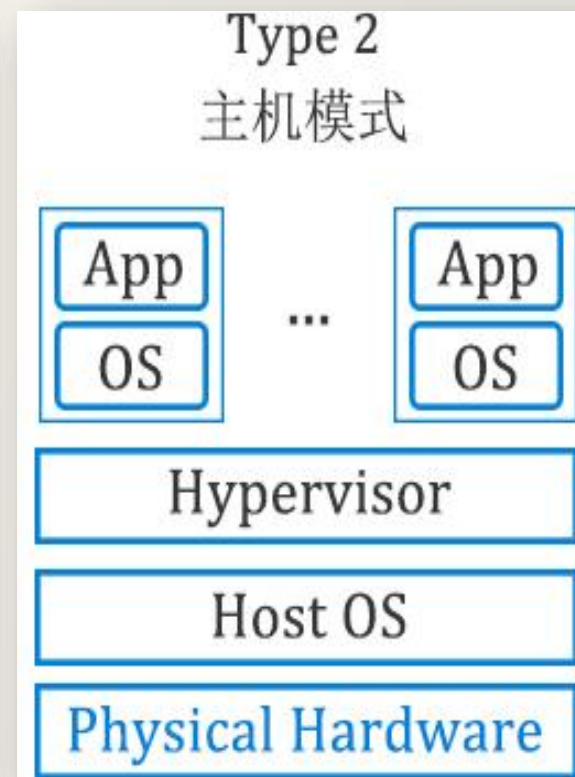 Type 2
主机模式
App ... App
OS OS
Hypervisor
Host OS
Physical Hardware